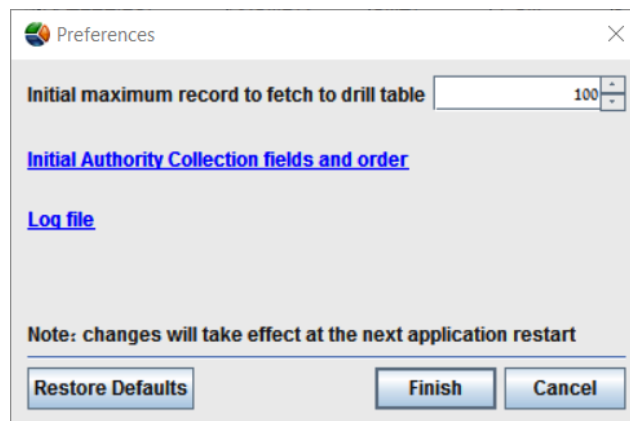 Preferences
Initial maximum record to fetch to drill table 100
Initial Authority Collection fields and order
Log file
Note: changes will take effect at the next application restart
Restore Defaults Finish Cancel